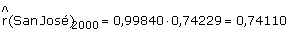 r̂(San José)₂₀₀₀ = 0,99840 · 0,74229 = 0,74110